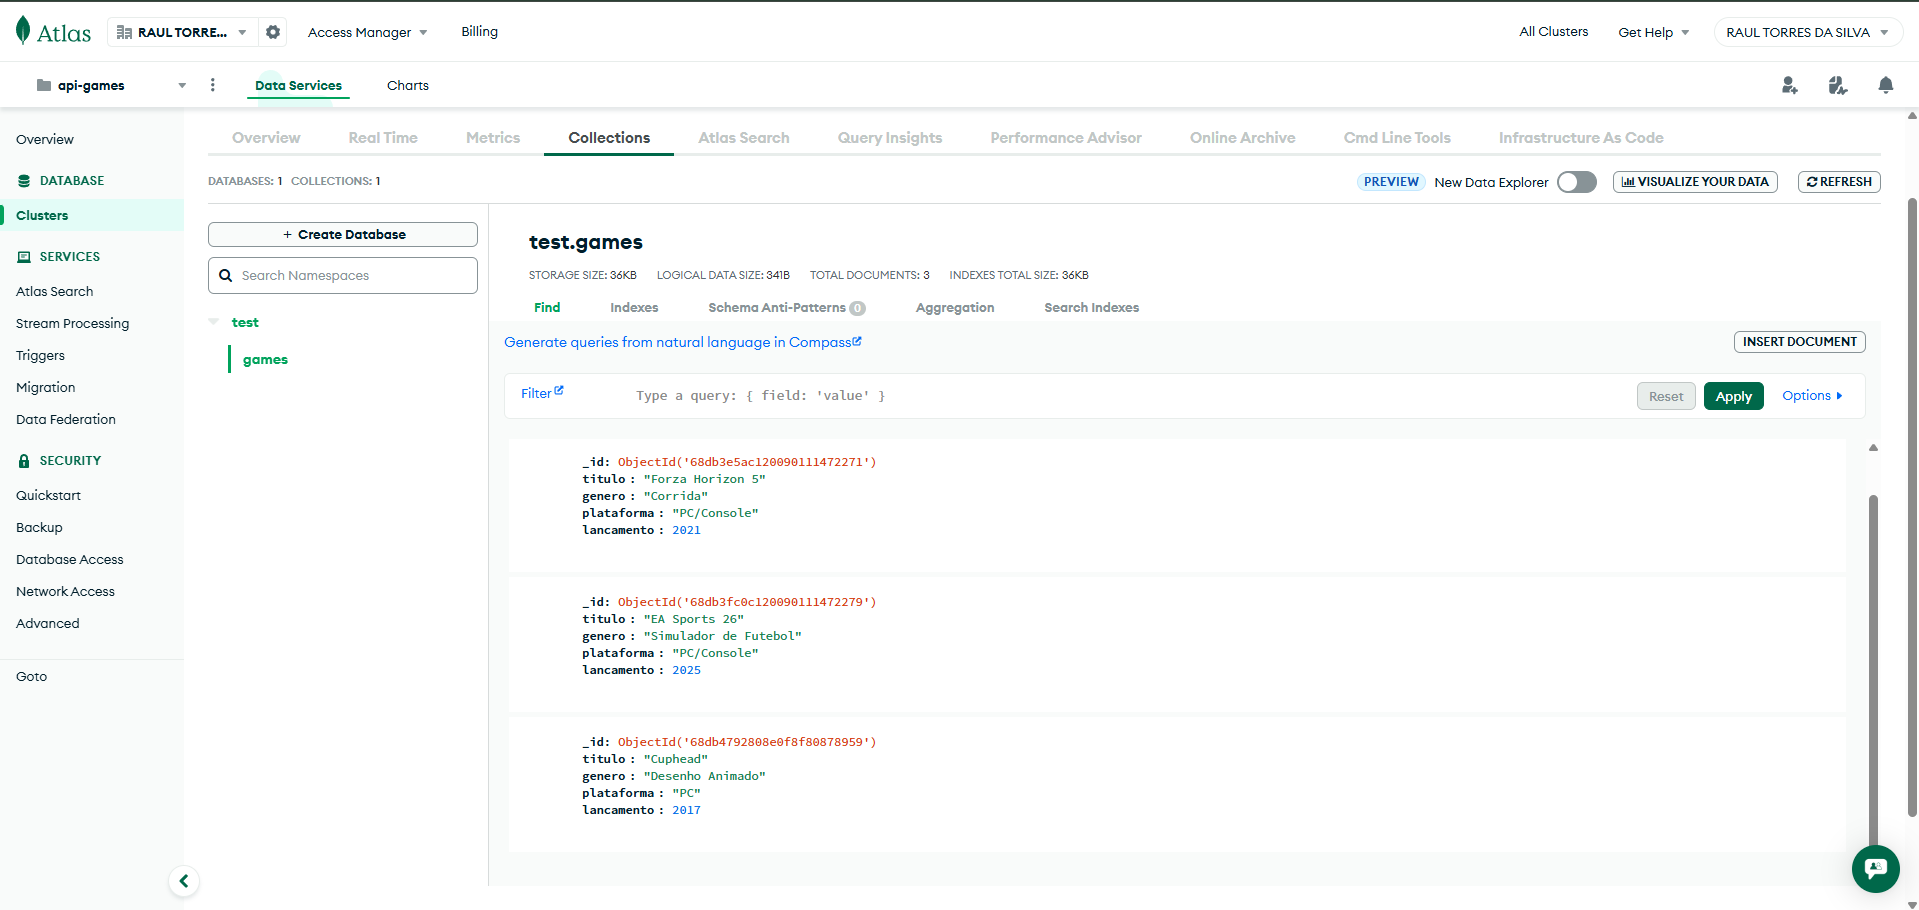 Atlas
RAUL TORRE...
Access Manager
Billing
All Clusters
Get Help
RAUL TORRES DA SILVA
api-games
Data Services
Charts
Overview
DATABASE
Clusters
SERVICES
Atlas Search
Stream Processing
Triggers
Migration
Data Federation
SECURITY
Quickstart
Backup
Database Access
Network Access
Advanced
Goto
Overview
Real Time
Metrics
Collections
Atlas Search
Query Insights
Performance Advisor
Online Archive
Cmd Line Tools
Infrastructure As Code
DATABASES: 1 COLLECTIONS: 1
PREVIEW
New Data Explorer
VISUALIZE YOUR DATA
REFRESH
+ Create Database
Search Namespaces
test
games
test.games
STORAGE SIZE: 36KB LOGICAL DATA SIZE: 341B TOTAL DOCUMENTS: 3 INDEXES TOTAL SIZE: 36KB
Find
Indexes
Schema Anti-Patterns 0
Aggregation
Search Indexes
Generate queries from natural language in Compass
INSERT DOCUMENT
Filter
Type a query: { field: 'value' }
Reset
Apply
Options
_id: ObjectId('68db3e5ac120090111472271')
titulo : "Forza Horizon 5"
genero : "Corrida"
plataforma : "PC/Console"
lancamento : 2021
_id: ObjectId('68db3fc0c120090111472279')
titulo : "EA Sports 26"
genero : "Simulador de Futebol"
plataforma : "PC/Console"
lancamento : 2025
_id: ObjectId('68db4792808e0f8f80878959')
titulo : "Cuphead"
genero : "Desenho Animado"
plataforma : "PC"
lancamento : 2017